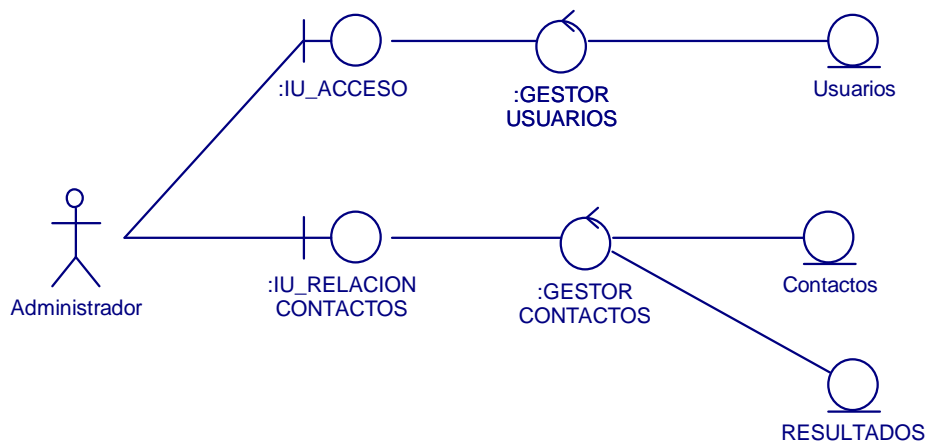 :IU_ACCESO
:GESTOR
USUARIOS
Usuarios
Administrador
:IU_RELACION
CONTACTOS
:GESTOR
CONTACTOS
Contactos
RESULTADOS